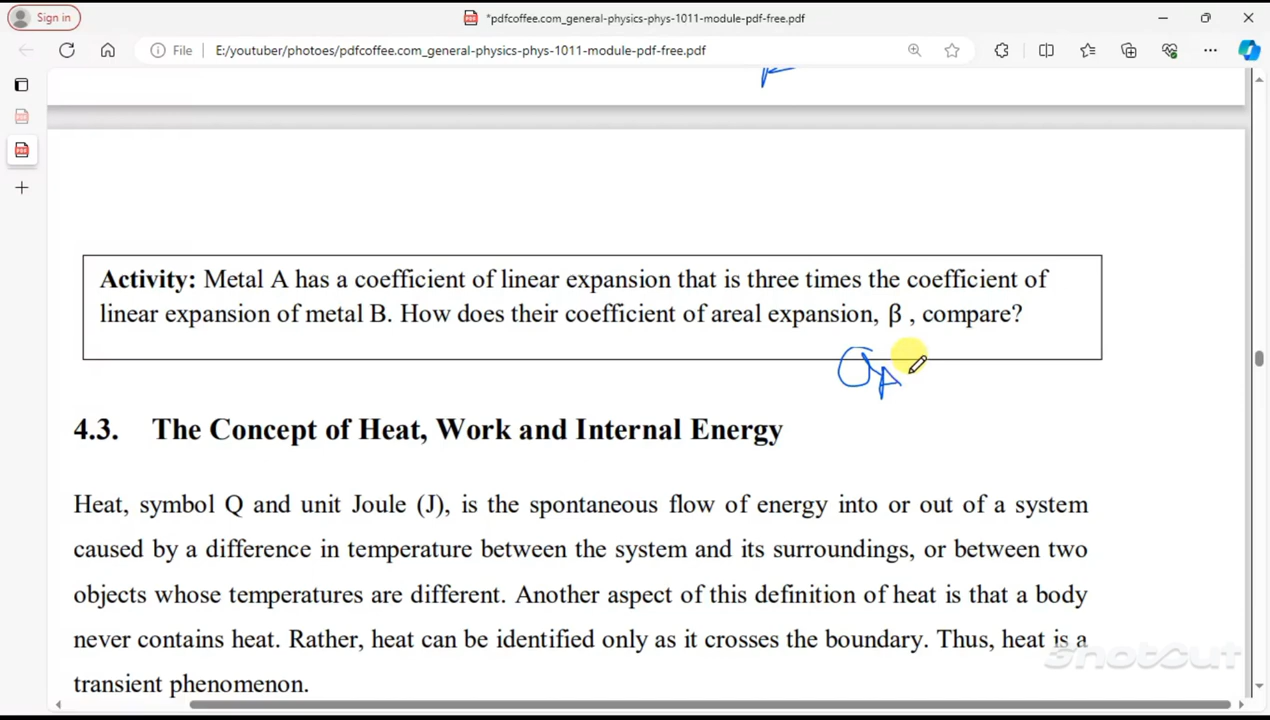 Sign in
*pdfcoffee.com_general-physics-phys-1011-module-pdf-free.pdf
File E:/youtuber/photoes/pdfcoffee.com_general-physics-phys-1011-module-pdf-free.pdf
Activity: Metal A has a coefficient of linear expansion that is three times the coefficient of
linear expansion of metal B. How does their coefficient of areal expansion, β , compare?
4.3. The Concept of Heat, Work and Internal Energy
Heat, symbol Q and unit Joule (J), is the spontaneous flow of energy into or out of a system
caused by a difference in temperature between the system and its surroundings, or between two
objects whose temperatures are different. Another aspect of this definition of heat is that a body
never contains heat. Rather, heat can be identified only as it crosses the boundary. Thus, heat is a
transient phenomenon.